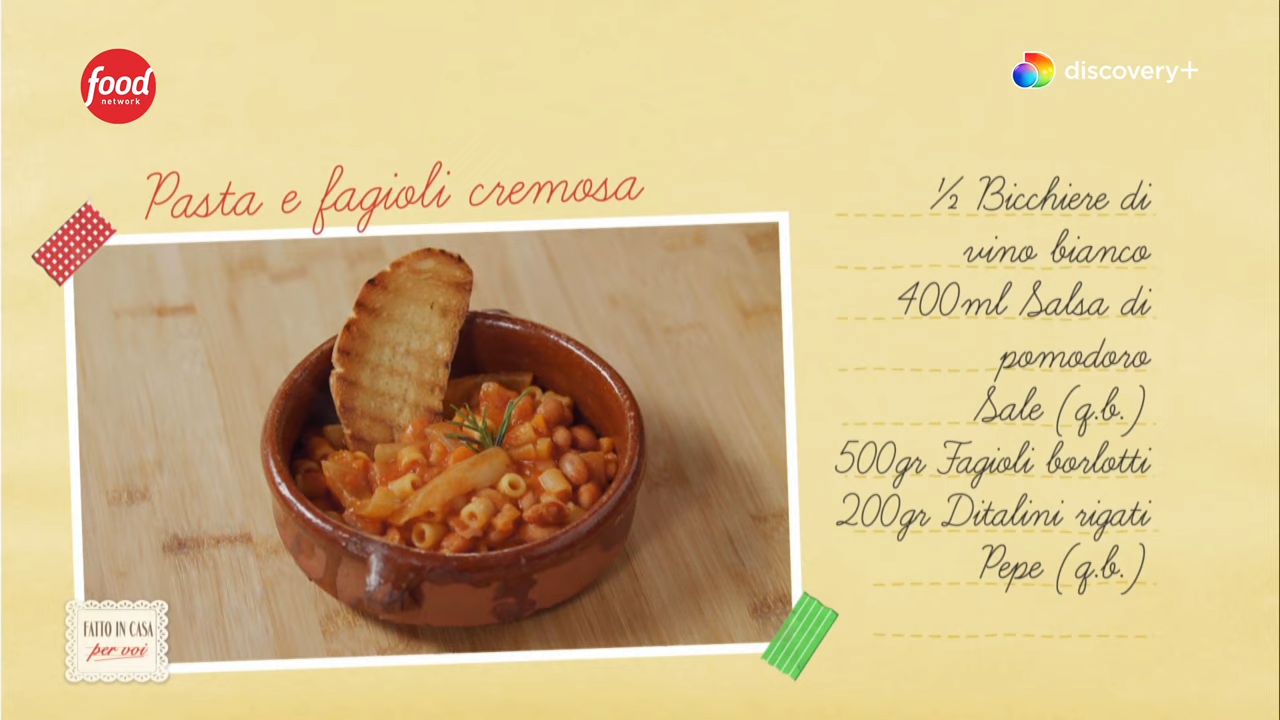 food
network
discovery+
Pasta e fagioli cremosa
½ Bicchiere di
vino bianco
400ml Salsa di
pomodoro
Sale (q.b.)
500gr Fagioli borlotti
200gr Ditalini rigati
Pepe (q.b.)
FATTO IN CASA
per voi